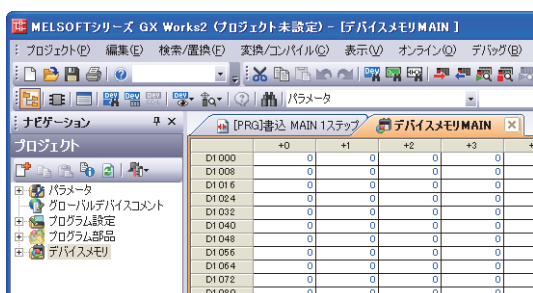 MELSOFTシリーズ GX Works2 (プロジェクト未設定) - [デバイスメモリMAIN ]
プロジェクト(P) 編集(E) 検索/置換(F) 変換/コンパイル(C) 表示(V) オンライン(O) デバッグ(B)
パラメータ
ナビゲーション
[PRG]書込 MAIN 1ステップ デバイスメモリMAIN
プロジェクト
+0 +1 +2 +3
D1000 0 0 0 0
D1008 0 0 0 0
D1016 0 0 0 0
D1024 0 0 0 0
D1032 0 0 0 0
D1040 0 0 0 0
D1048 0 0 0 0
D1056 0 0 0 0
D1064 0 0 0 0
D1072 0 0 0 0
D1080 0 0 0 0
パラメータ
グローバルデバイスコメント
プログラム設定
プログラム部品
デバイスメモリ